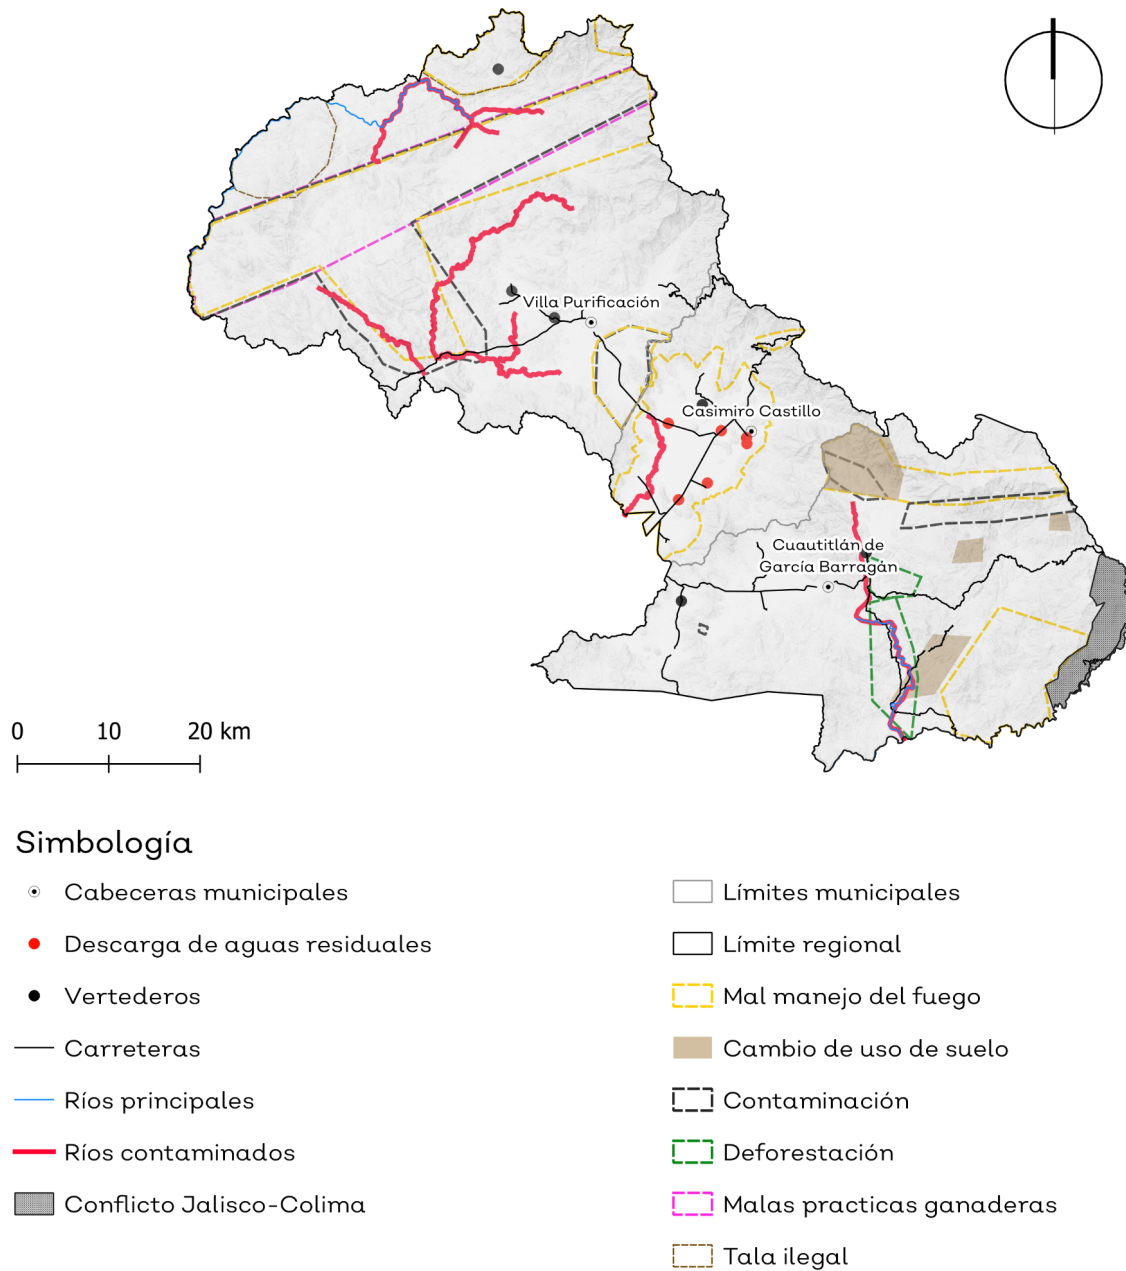 Villa Purificación
Casimiro Castillo
Cuautitlán de
García Barragán
0 10 20 km
Simbología
Cabeceras municipales
Descarga de aguas residuales
Vertederos
Carreteras
Ríos principales
Ríos contaminados
Conflicto Jalisco-Colima
Límites municipales
Límite regional
Mal manejo del fuego
Cambio de uso de suelo
Contaminación
Deforestación
Malas practicas ganaderas
Tala ilegal